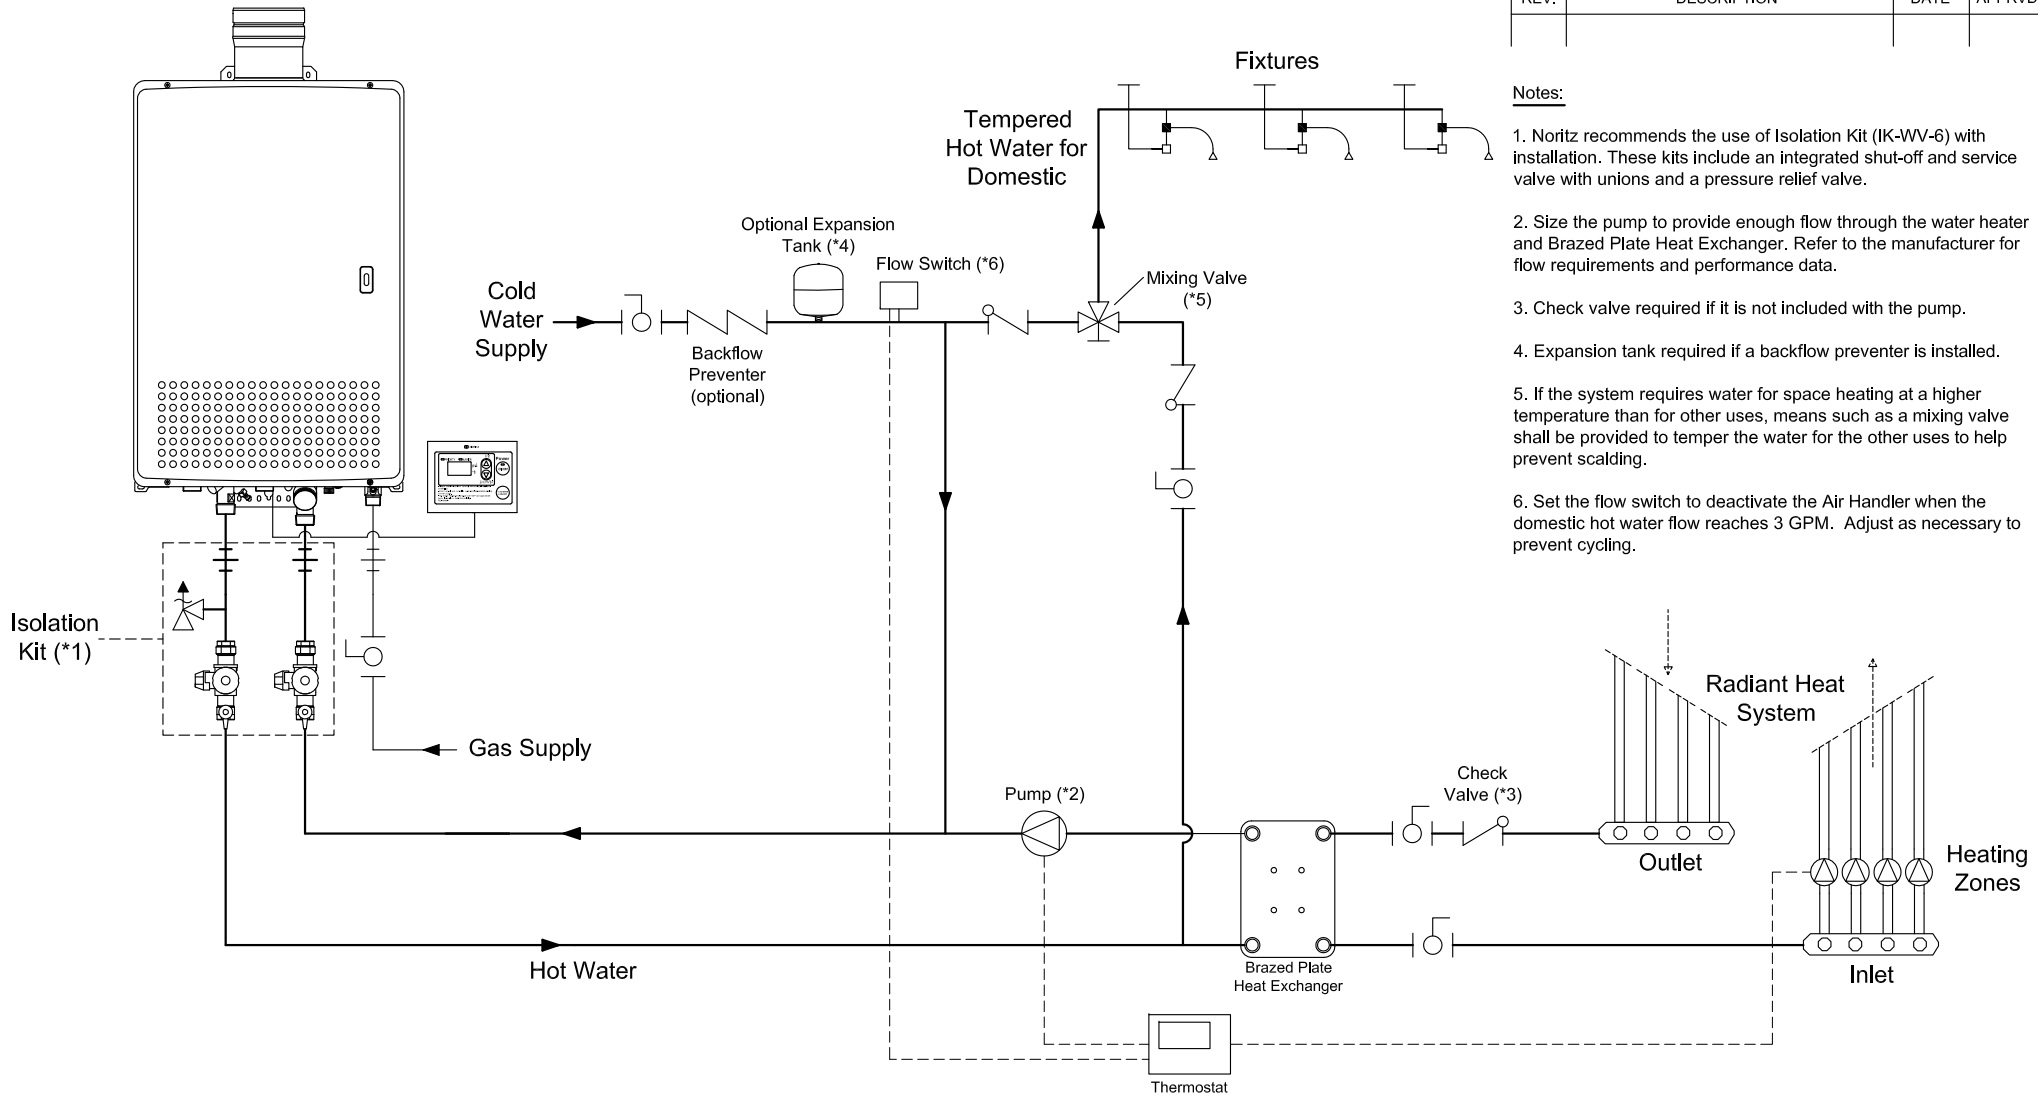 REV.
DESCRIPTION
DATE
APPRVD
Fixtures
Tempered
Hot Water for
Domestic
Optional Expansion
Tank (*4)
Flow Switch (*6)
Mixing Valve
(*5)
Cold
Water
Supply
Backflow
Preventer
(optional)
Notes:
1. Noritz recommends the use of Isolation Kit (IK-WV-6) with
installation. These kits include an integrated shut-off and service
valve with unions and a pressure relief valve.
2. Size the pump to provide enough flow through the water heater
and Brazed Plate Heat Exchanger. Refer to the manufacturer for
flow requirements and performance data.
3. Check valve required if it is not included with the pump.
4. Expansion tank required if a backflow preventer is installed.
5. If the system requires water for space heating at a higher
temperature than for other uses, means such as a mixing valve
shall be provided to temper the water for the other uses to help
prevent scalding.
6. Set the flow switch to deactivate the Air Handler when the
domestic hot water flow reaches 3 GPM.  Adjust as necessary to
prevent cycling.
Power
Isolation
Kit (*1)
Gas Supply
Radiant Heat
System
Pump (*2)
Check
Valve (*3)
Outlet
Heating
Zones
Hot Water
Brazed Plate
Heat Exchanger
Inlet
Thermostat